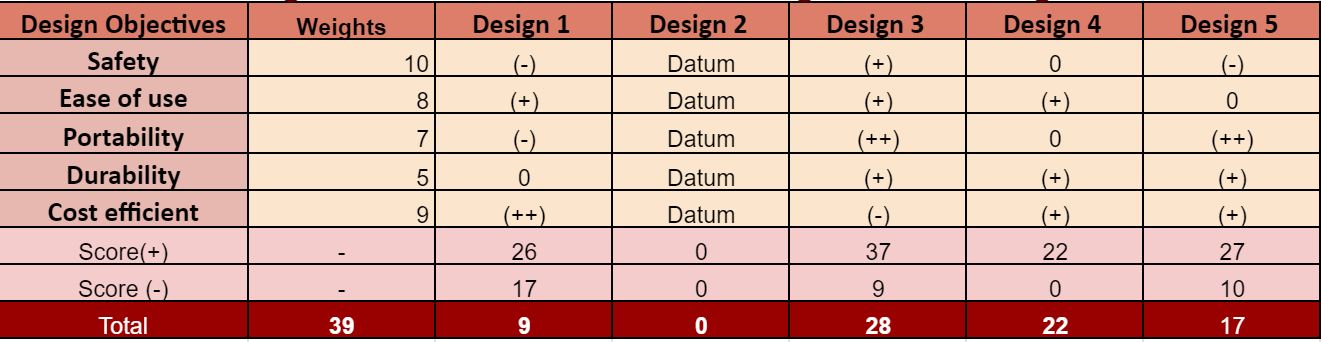 Design Objectives Weights Design 1 Design 2 Design 3 Design 4 Design 5
Safety 10 (-) Datum (+) 0 (-)
Ease of use 8 (+) Datum (+) (+) 0
Portability 7 (-) Datum (++) 0 (++)
Durability 5 0 Datum (+) (+) (+)
Cost efficient 9 (++) Datum (-) (+) (+)
Score(+) - 26 0 37 22 27
Score (-) - 17 0 9 0 10
Total 39 9 0 28 22 17